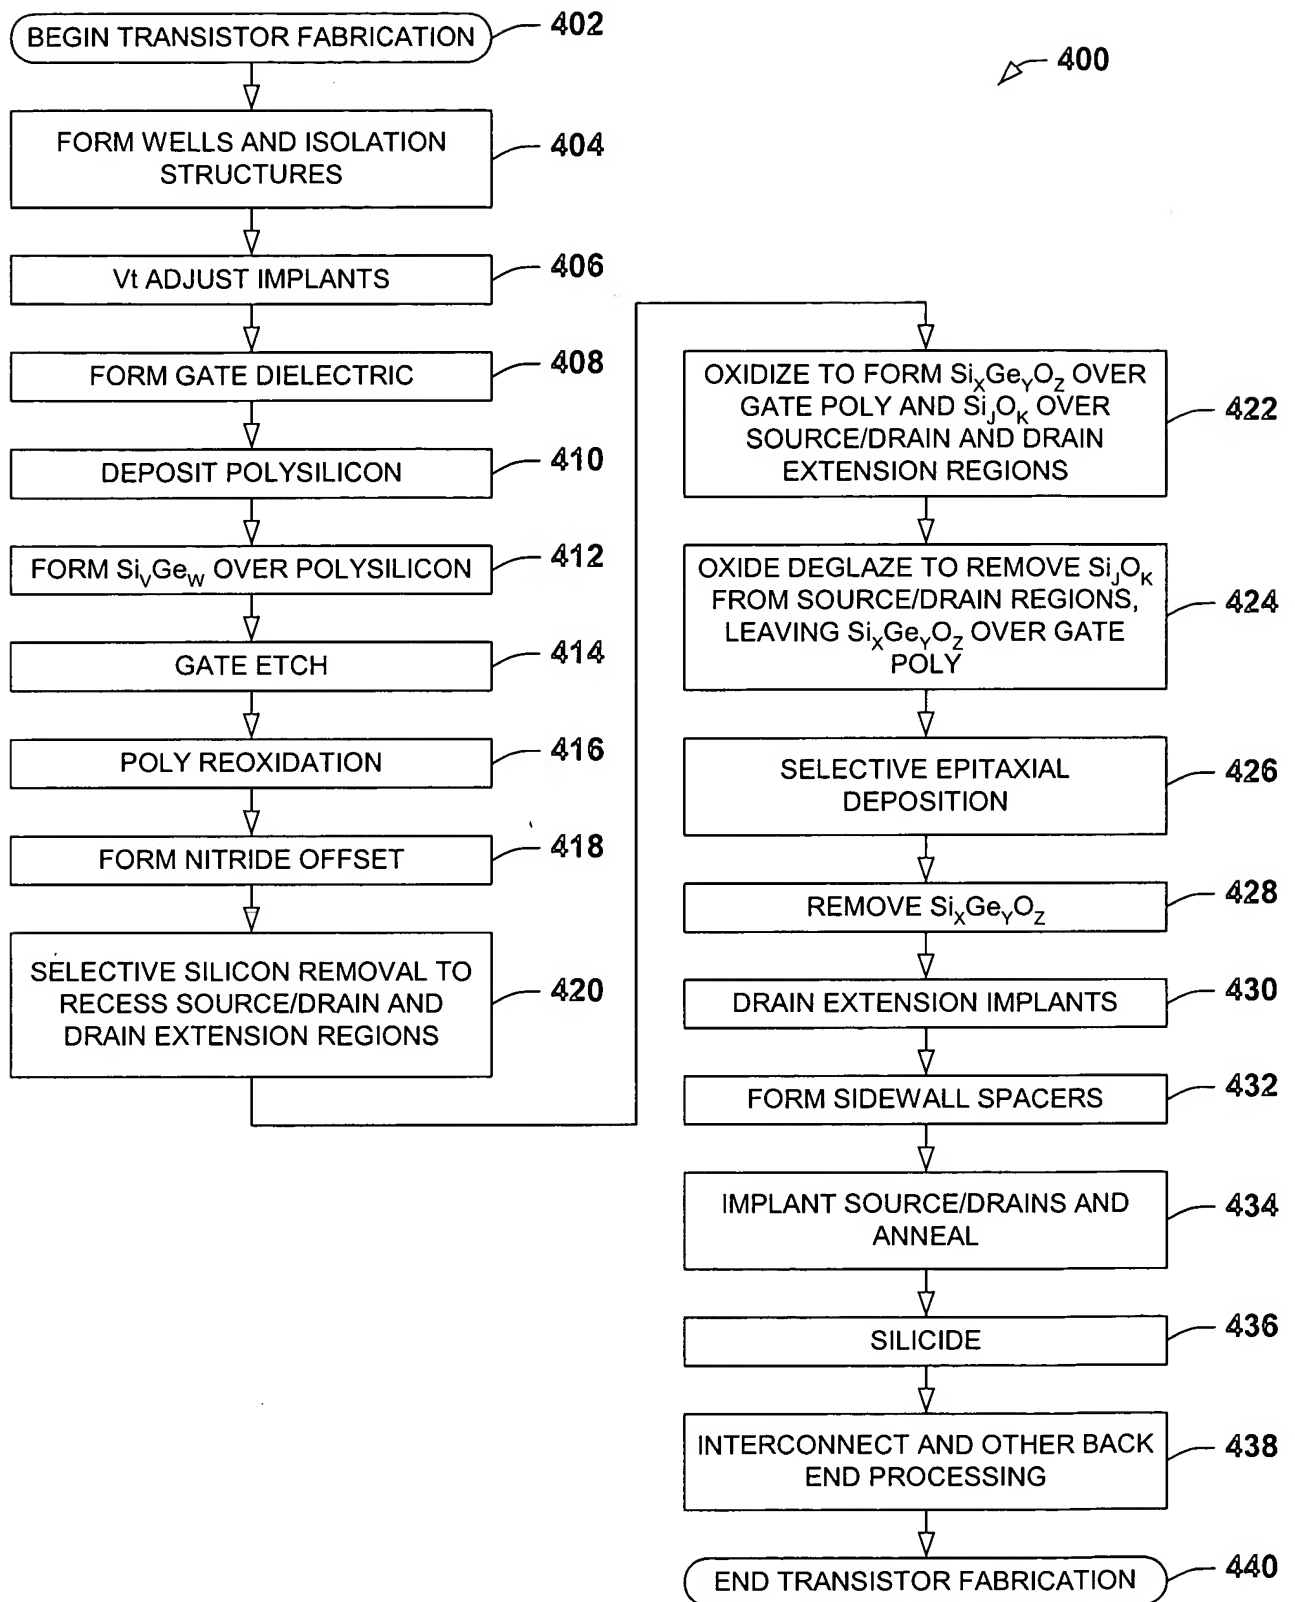 BEGIN TRANSISTOR FABRICATION
402
400
FORM WELLS AND ISOLATION
STRUCTURES
404
Vt ADJUST IMPLANTS
406
FORM GATE DIELECTRIC
408
DEPOSIT POLYSILICON
410
FORM SiVGeW OVER POLYSILICON
412
GATE ETCH
414
POLY REOXIDATION
416
FORM NITRIDE OFFSET
418
SELECTIVE SILICON REMOVAL TO
RECESS SOURCE/DRAIN AND
DRAIN EXTENSION REGIONS
420
OXIDIZE TO FORM SiXGeYOZ OVER
GATE POLY AND SiJOK OVER
SOURCE/DRAIN AND DRAIN
EXTENSION REGIONS
422
OXIDE DEGLAZE TO REMOVE SiJOK
FROM SOURCE/DRAIN REGIONS,
LEAVING SiXGeYOZ OVER GATE
POLY
424
SELECTIVE EPITAXIAL
DEPOSITION
426
REMOVE SiXGeYOZ
428
DRAIN EXTENSION IMPLANTS
430
FORM SIDEWALL SPACERS
432
IMPLANT SOURCE/DRAINS AND
ANNEAL
434
SILICIDE
436
INTERCONNECT AND OTHER BACK
END PROCESSING
438
END TRANSISTOR FABRICATION
440